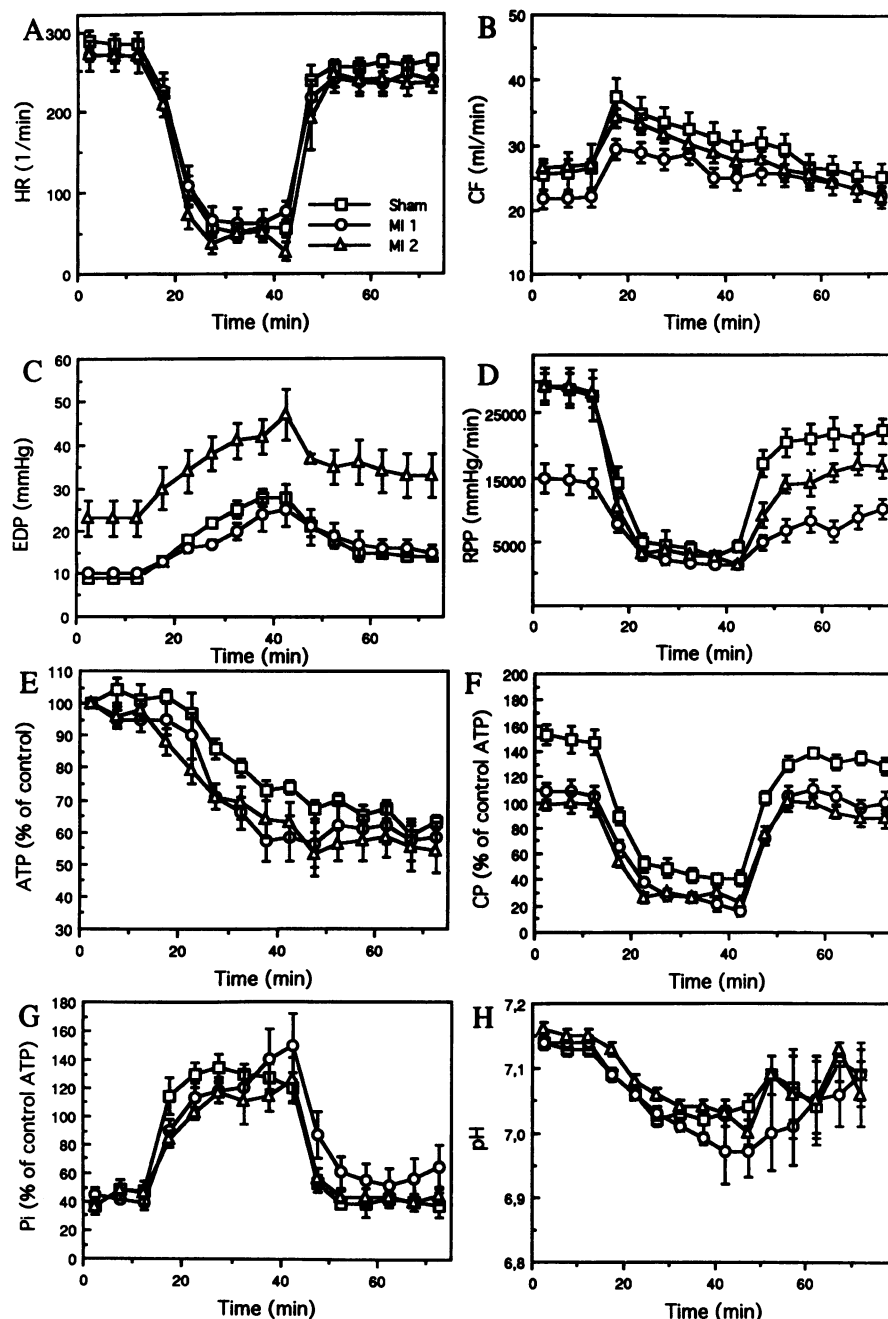 A
HR (1/min)
300
200
100
0
0 20 40 60
Time (min)
Sham
MI 1
MI 2
B
CF (ml/min)
50
40
30
20
10
0 20 40 60
Time (min)
C
EDP (mmHg)
60
50
40
30
20
10
0
0 20 40 60
Time (min)
D
RPP (mmHg/min)
25000
15000
5000
0 20 40 60
Time (min)
E
ATP (% of control)
110
100
90
80
70
60
50
40
30
0 20 40 60
Time (min)
F
CP (% of control ATP)
200
180
160
140
120
100
80
60
40
20
0
0 20 40 60
Time (min)
G
Pi (% of control ATP)
180
160
140
120
100
80
60
40
20
0
0 20 40 60
Time (min)
H
pH
7,2
7,1
7,0
6,9
6,8
0 20 40 60
Time (min)